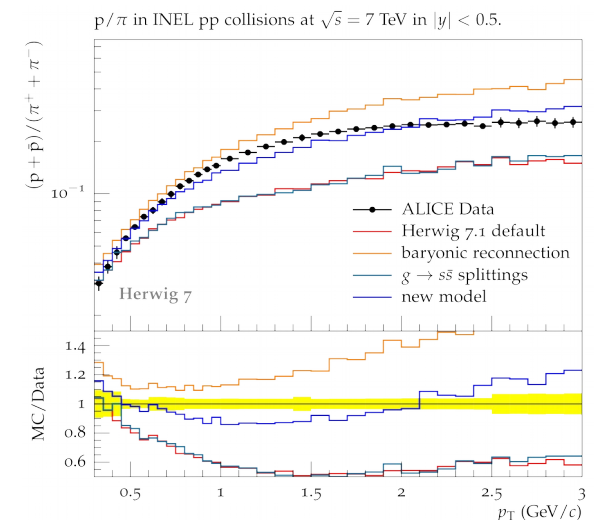 p/π in INEL pp collisions at √s = 7 TeV in |y| < 0.5.
(p + p̄)/(π⁺ + π⁻)
10⁻¹
ALICE Data
Herwig 7.1 default
baryonic reconnection
g → ss̄ splittings
new model
Herwig 7
MC/Data
1.4
1.2
1
0.8
0.6
0.5 1 1.5 2 2.5 3
p_T (GeV/c)